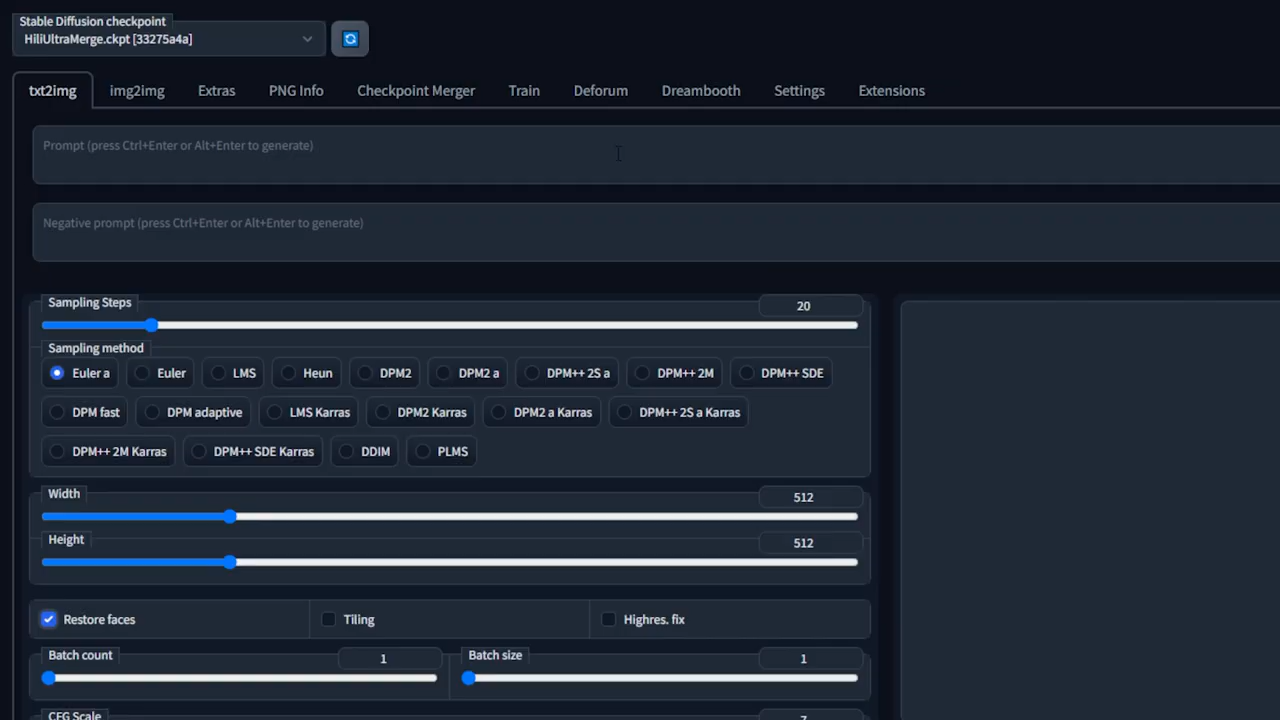 Stable Diffusion checkpoint
HiliUltraMerge.ckpt [33275a4a]
txt2img img2img Extras PNG Info Checkpoint Merger Train Deforum Dreambooth Settings Extensions
Prompt (press Ctrl+Enter or Alt+Enter to generate)
Negative prompt (press Ctrl+Enter or Alt+Enter to generate)
Sampling Steps 20
Sampling method
Euler a Euler LMS Heun DPM2 DPM2 a DPM++ 2S a DPM++ 2M DPM++ SDE
DPM fast DPM adaptive LMS Karras DPM2 Karras DPM2 a Karras DPM++ 2S a Karras
DPM++ 2M Karras DPM++ SDE Karras DDIM PLMS
Width 512
Height 512
Restore faces Tiling Highres. fix
Batch count 1 Batch size 1
CFG Scale 7